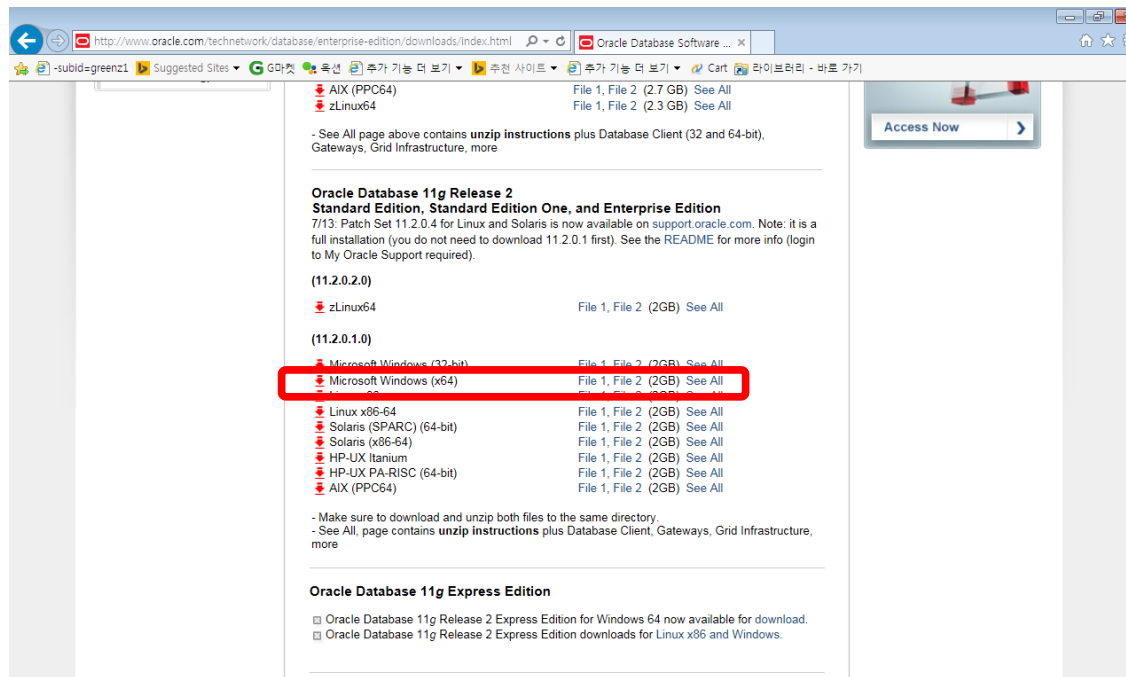 http://www.oracle.com/technetwork/database/enterprise-edition/downloads/index.html
Oracle Database Software ...
-subid=greenz1 Suggested Sites G마켓 옥션 추가 기능 더 보기 추천 사이트 추가 기능 더 보기 Cart 라이브러리 - 바로 가기
AIX (PPC64) File 1, File 2 (2.7 GB) See All
zLinux64 File 1, File 2 (2.3 GB) See All
- See All page above contains unzip instructions plus Database Client (32 and 64-bit),
Gateways, Grid Infrastructure, more
Access Now
Oracle Database 11g Release 2
Standard Edition, Standard Edition One, and Enterprise Edition
7/13: Patch Set 11.2.0.4 for Linux and Solaris is now available on support.oracle.com. Note: it is a
full installation (you do not need to download 11.2.0.1 first). See the README for more info (login
to My Oracle Support required).
(11.2.0.2.0)
zLinux64 File 1, File 2 (2GB) See All
(11.2.0.1.0)
Microsoft Windows (32-bit) File 1, File 2 (2GB) See All
Microsoft Windows (x64) File 1, File 2 (2GB) See All
Linux x86-64 File 1, File 2 (2GB) See All
Solaris (SPARC) (64-bit) File 1, File 2 (2GB) See All
Solaris (x86-64) File 1, File 2 (2GB) See All
HP-UX Itanium File 1, File 2 (2GB) See All
HP-UX PA-RISC (64-bit) File 1, File 2 (2GB) See All
AIX (PPC64) File 1, File 2 (2GB) See All
- Make sure to download and unzip both files to the same directory.
- See All, page contains unzip instructions plus Database Client, Gateways, Grid Infrastructure,
more
Oracle Database 11g Express Edition
Oracle Database 11g Release 2 Express Edition for Windows 64 now available for download.
Oracle Database 11g Release 2 Express Edition downloads for Linux x86 and Windows.